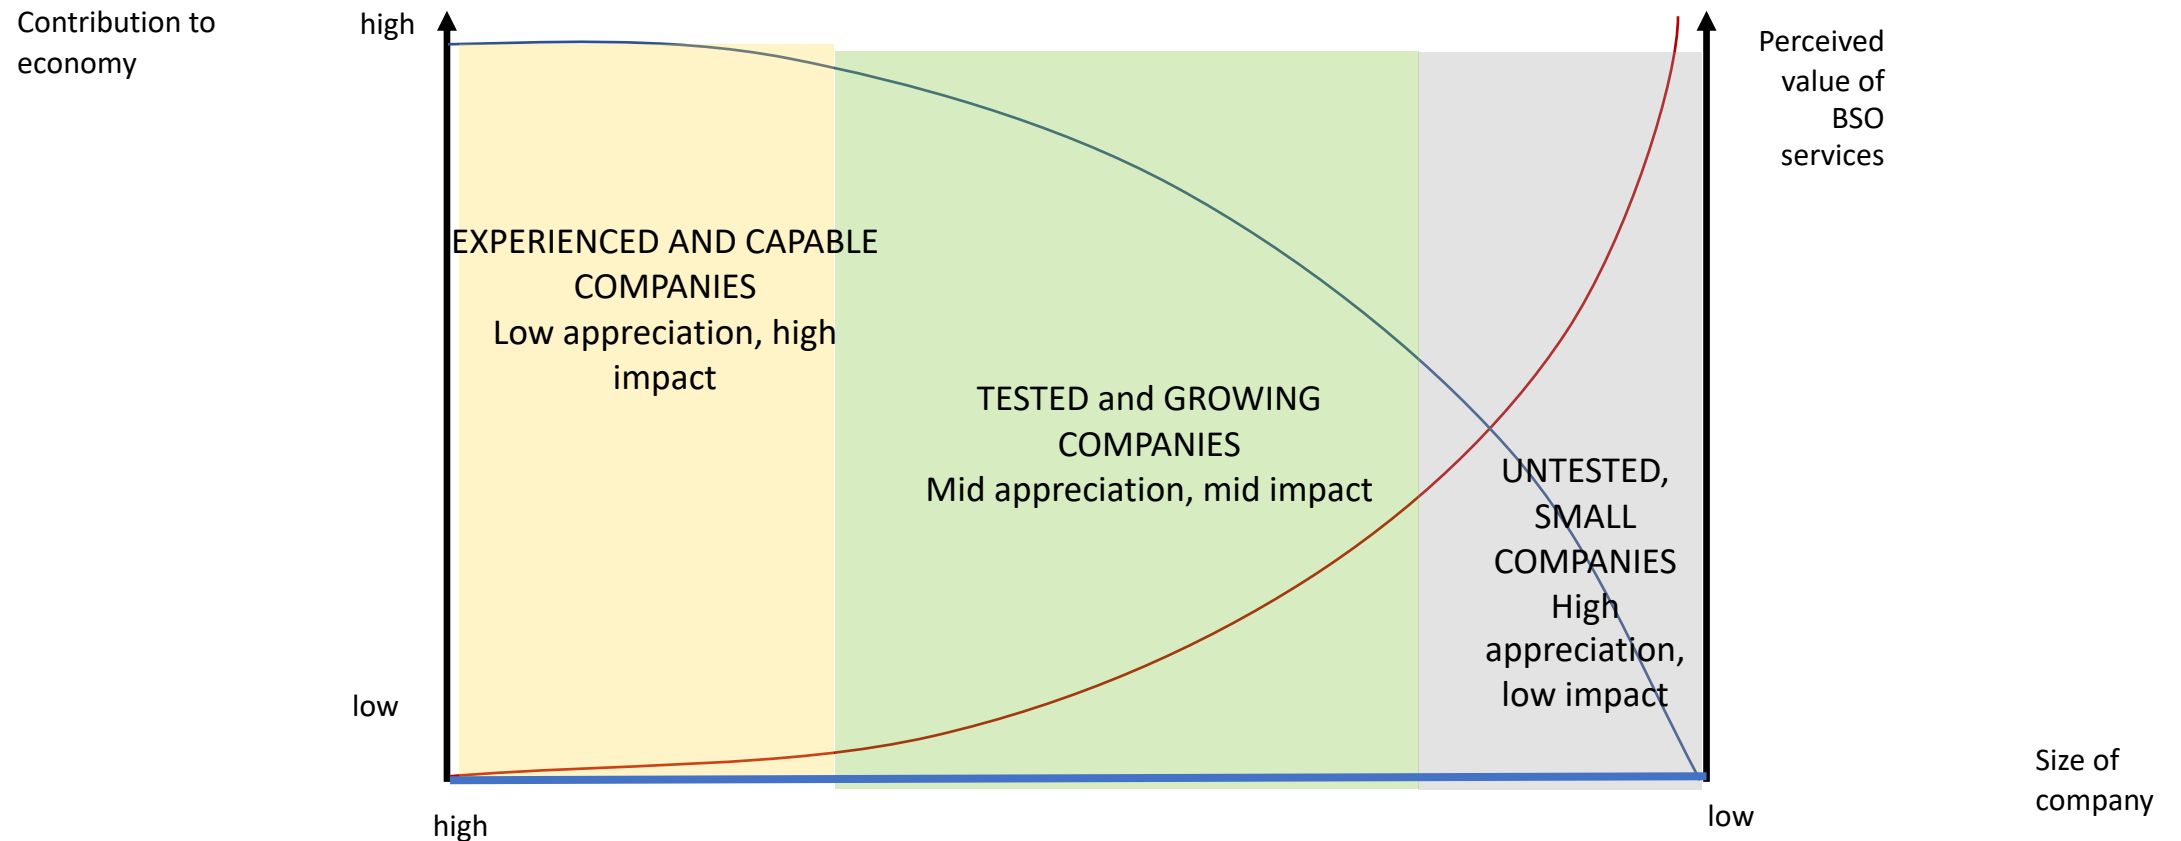 Contribution to
economy
high
Perceived
value of
BSO
services
EXPERIENCED AND CAPABLE
COMPANIES
Low appreciation, high
impact
TESTED and GROWING
COMPANIES
Mid appreciation, mid impact
UNTESTED,
SMALL
COMPANIES
High
appreciation,
low impact
low
Size of
company
high
low